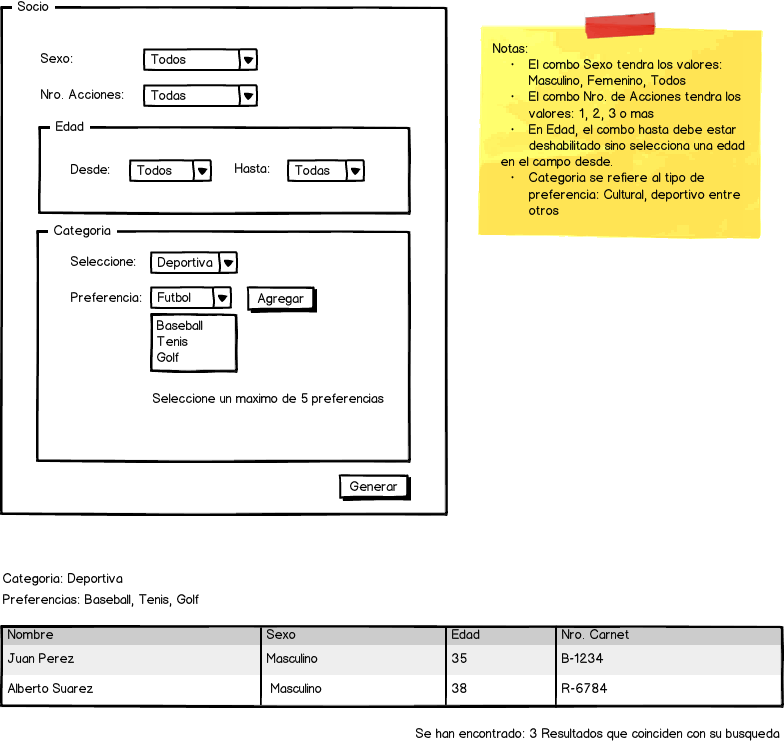 Socio
Sexo: Todos
Nro. Acciones: Todas
Edad
Desde: Todos Hasta: Todas
Categoria
Seleccione: Deportiva
Preferencia: Futbol Agregar
Baseball
Tenis
Golf
Seleccione un maximo de 5 preferencias
Generar
Notas:
· El combo Sexo tendra los valores:
Masculino, Femenino, Todos
· El combo Nro. de Acciones tendra los
valores: 1, 2, 3 o mas
· En Edad, el combo hasta debe estar
deshabilitado sino selecciona una edad
en el campo desde.
· Categoria se refiere al tipo de
preferencia: Cultural, deportivo entre
otros
Categoria: Deportiva
Preferencias: Baseball, Tenis, Golf
Nombre Sexo Edad Nro. Carnet
Juan Perez Masculino 35 B-1234
Alberto Suarez Masculino 38 R-6784
Se han encontrado: 3 Resultados que coinciden con su busqueda